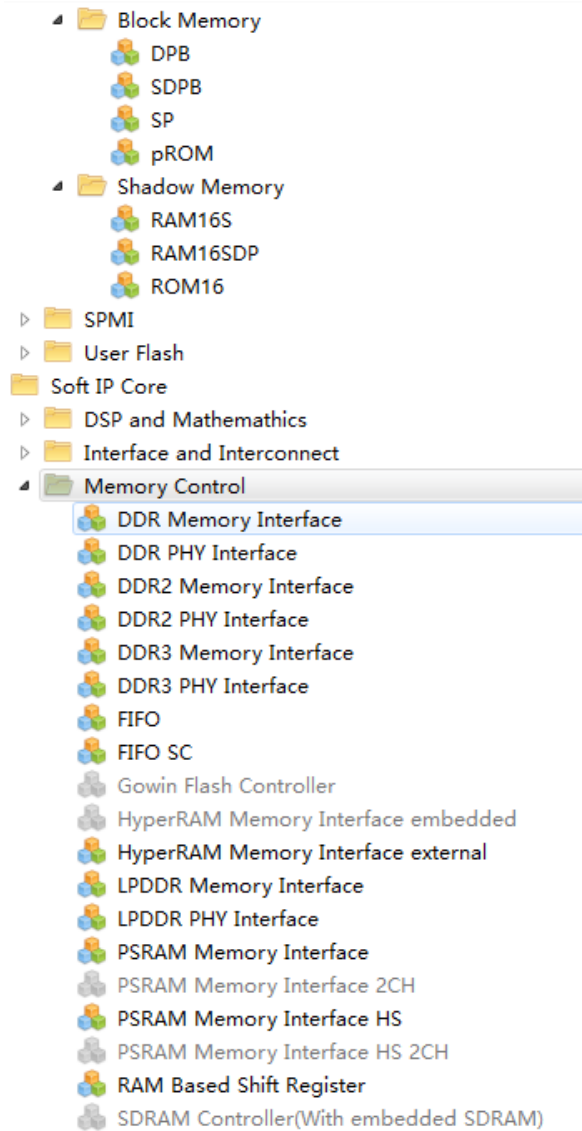 Block Memory
DPB
SDPB
SP
pROM
Shadow Memory
RAM16S
RAM16SDP
ROM16
SPMI
User Flash
Soft IP Core
DSP and Mathemathics
Interface and Interconnect
Memory Control
DDR Memory Interface
DDR PHY Interface
DDR2 Memory Interface
DDR2 PHY Interface
DDR3 Memory Interface
DDR3 PHY Interface
FIFO
FIFO SC
Gowin Flash Controller
HyperRAM Memory Interface embedded
HyperRAM Memory Interface external
LPDDR Memory Interface
LPDDR PHY Interface
PSRAM Memory Interface
PSRAM Memory Interface 2CH
PSRAM Memory Interface HS
PSRAM Memory Interface HS 2CH
RAM Based Shift Register
SDRAM Controller(With embedded SDRAM)